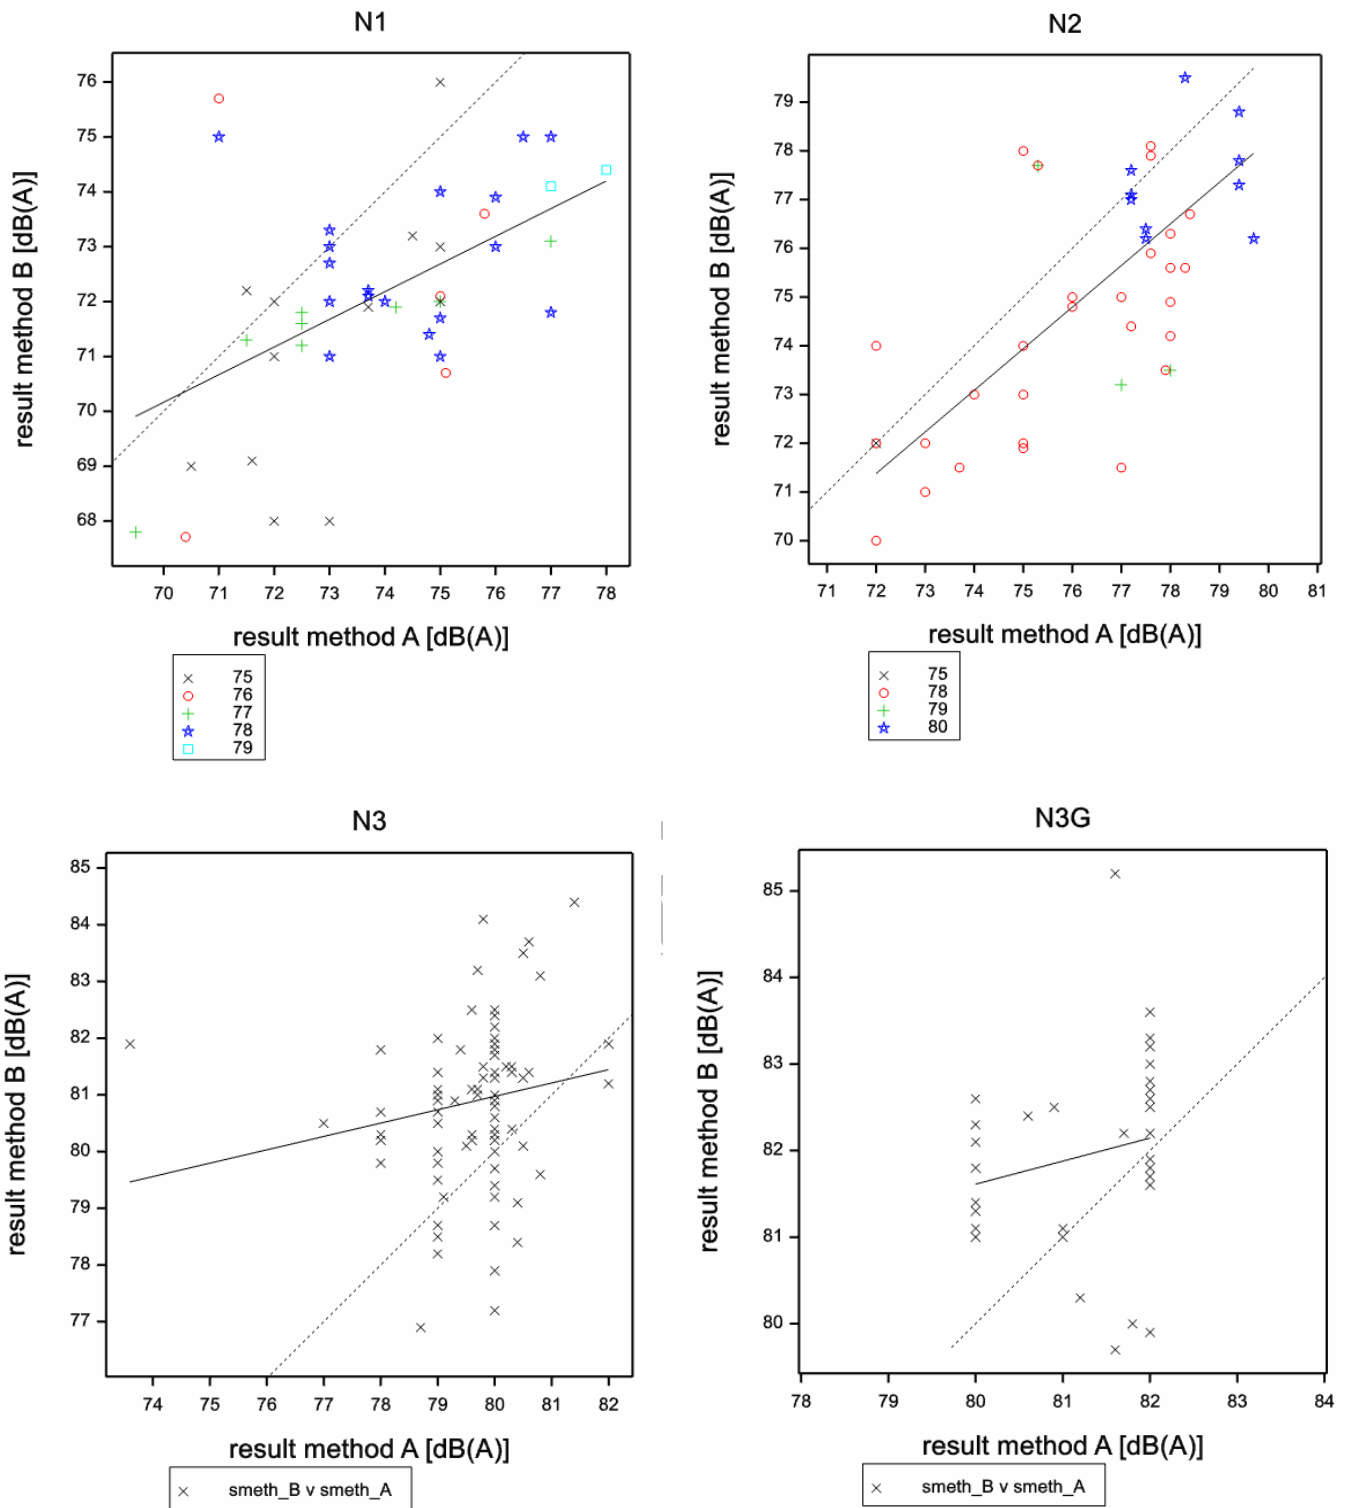 N1
76
75
74
73
72
71
70
69
68
result method B [dB(A)]
70 71 72 73 74 75 76 77 78
result method A [dB(A)]
75
76
77
78
79
N2
79
78
77
76
75
74
73
72
71
70
result method B [dB(A)]
71 72 73 74 75 76 77 78 79 80 81
result method A [dB(A)]
75
78
79
80
N3
85
84
83
82
81
80
79
78
77
result method B [dB(A)]
74 75 76 77 78 79 80 81 82
result method A [dB(A)]
smeth_B v smeth_A
N3G
85
84
83
82
81
80
result method B [dB(A)]
78 79 80 81 82 83 84
result method A [dB(A)]
smeth_B v smeth_A